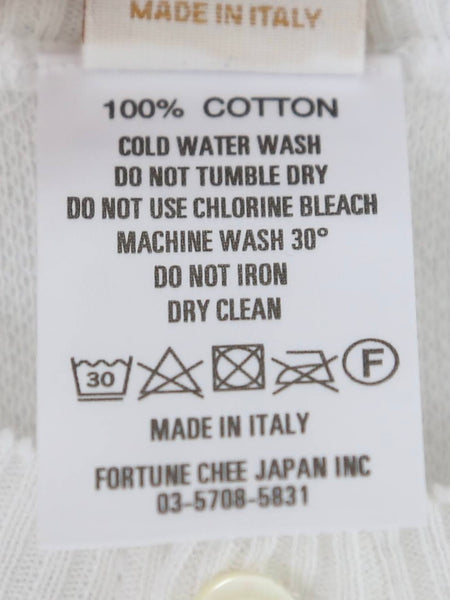 MADE IN ITALY
100% COTTON
COLD WATER WASH
DO NOT TUMBLE DRY
DO NOT USE CHLORINE BLEACH
MACHINE WASH 30°
DO NOT IRON
DRY CLEAN
30 F
MADE IN ITALY
FORTUNE CHEE JAPAN INC
03-5708-5831